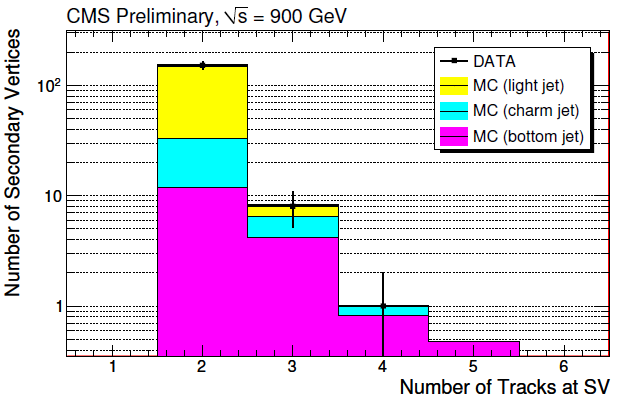 CMS Preliminary, √s = 900 GeV
Number of Secondary Vertices
10²
10
1
DATA
MC (light jet)
MC (charm jet)
MC (bottom jet)
1 2 3 4 5 6
Number of Tracks at SV